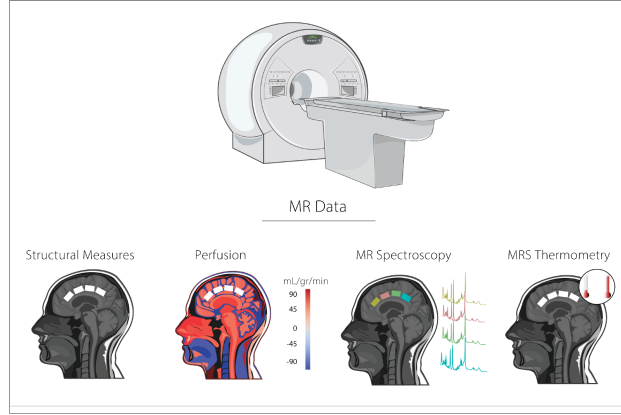 MR Data
Structural Measures
Perfusion
MR Spectroscopy
MRS Thermometry
mL/gr/min
90
45
0
-45
-90